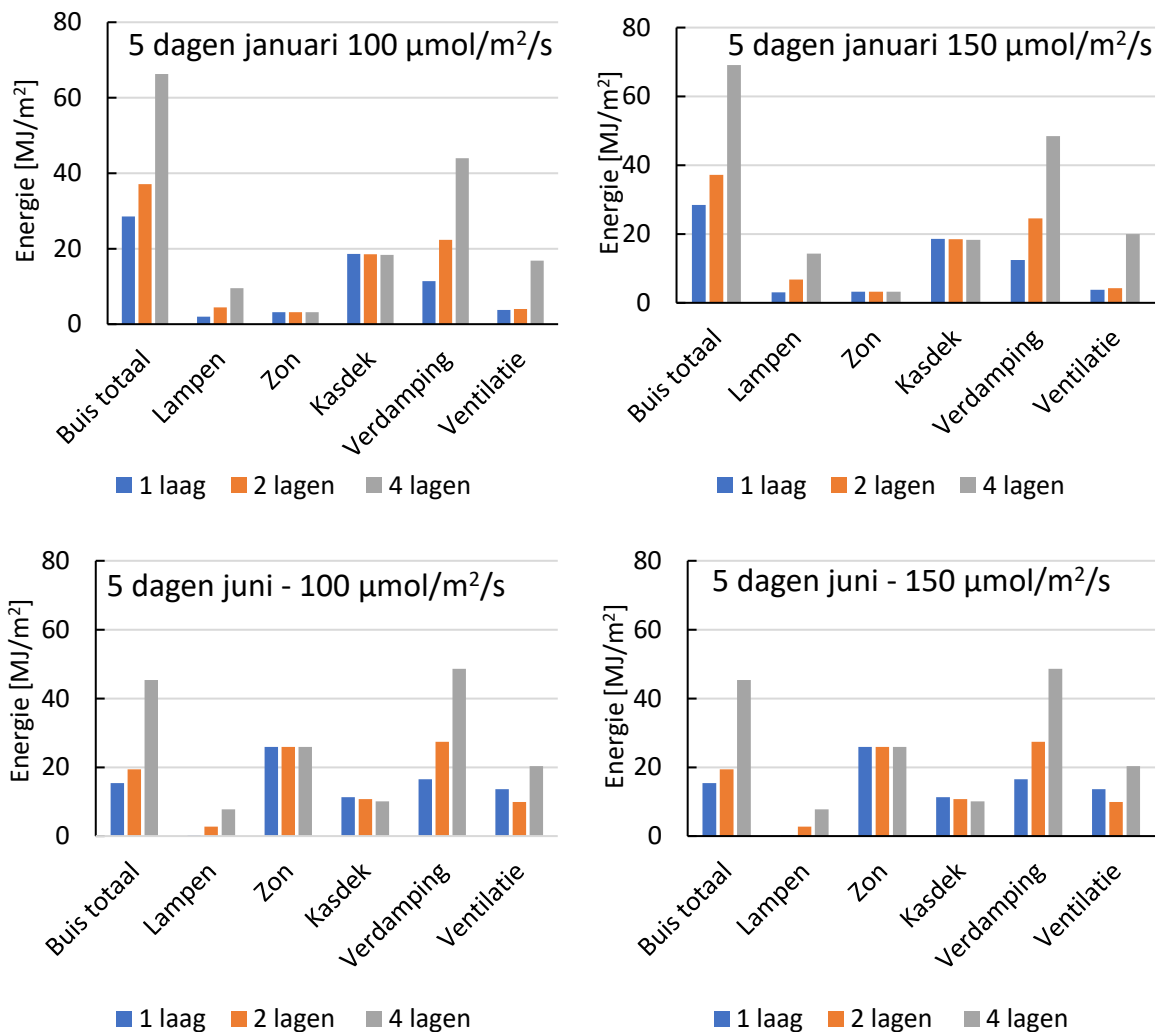 5 dagen januari 100 μmol/m²/s
Energie [MJ/m²]
80
60
40
20
0
Buis totaal
Lampen
Zon
Kasdek
Verdamping
Ventilatie
1 laag 2 lagen 4 lagen
5 dagen januari 150 μmol/m²/s
Energie [MJ/m²]
80
60
40
20
0
Buis totaal
Lampen
Zon
Kasdek
Verdamping
Ventilatie
1 laag 2 lagen 4 lagen
5 dagen juni - 100 μmol/m²/s
Energie [MJ/m²]
80
60
40
20
0
Buis totaal
Lampen
Zon
Kasdek
Verdamping
Ventilatie
1 laag 2 lagen 4 lagen
5 dagen juni - 150 μmol/m²/s
Energie [MJ/m²]
80
60
40
20
0
Buis totaal
Lampen
Zon
Kasdek
Verdamping
Ventilatie
1 laag 2 lagen 4 lagen